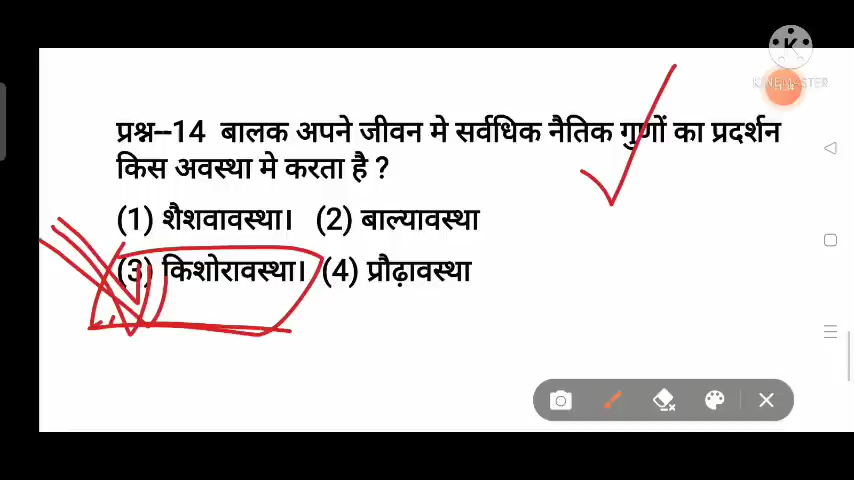 KINEMASTER
प्रश्न--14 बालक अपने जीवन मे सर्वधिक नैतिक गुणों का प्रदर्शन
किस अवस्था मे करता है ?
(1) शैशवावस्था। (2) बाल्यावस्था
(3) किशोरावस्था। (4) प्रौढ़ावस्था